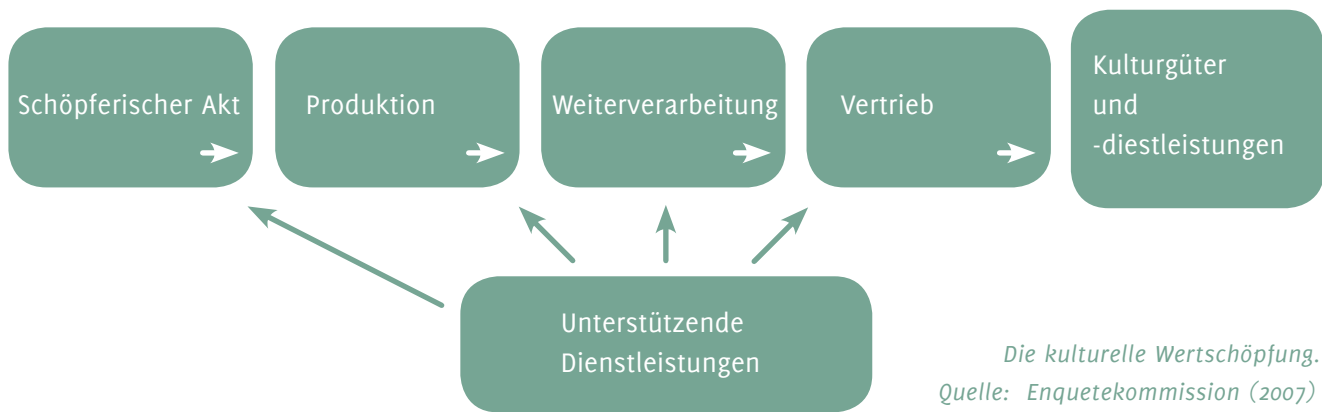 Schöpferischer Akt
Produktion
Weiterverarbeitung
Vertrieb
Kulturgüter
und
-diestleistungen
Unterstützende
Dienstleistungen
Die kulturelle Wertschöpfung.
Quelle: Enquetekommission (2007)